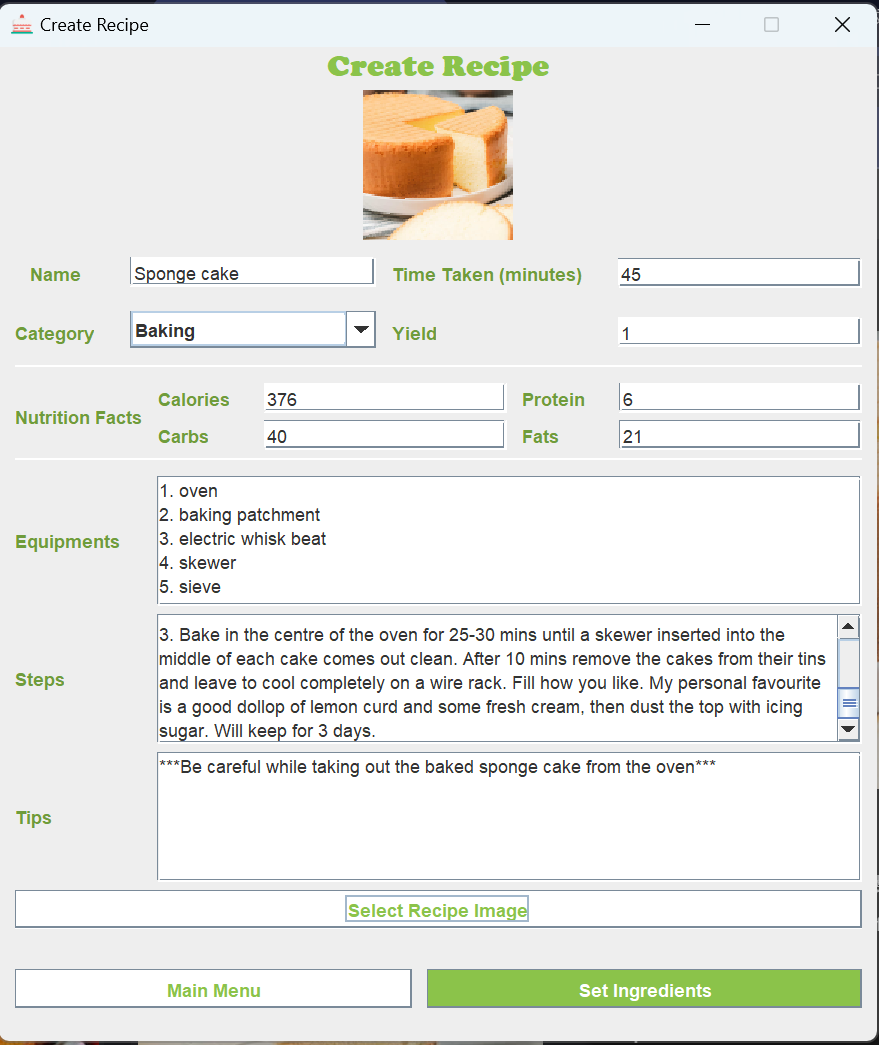 Create Recipe
Create Recipe
Name
Sponge cake
Time Taken (minutes)
45
Category
Baking
Yield
1
Nutrition Facts
Calories
376
Protein
6
Carbs
40
Fats
21
Equipments
1. oven
2. baking patchment
3. electric whisk beat
4. skewer
5. sieve
Steps
3. Bake in the centre of the oven for 25-30 mins until a skewer inserted into the
middle of each cake comes out clean. After 10 mins remove the cakes from their tins
and leave to cool completely on a wire rack. Fill how you like. My personal favourite
is a good dollop of lemon curd and some fresh cream, then dust the top with icing
sugar. Will keep for 3 days.
Tips
***Be careful while taking out the baked sponge cake from the oven***
Select Recipe Image
Main Menu
Set Ingredients